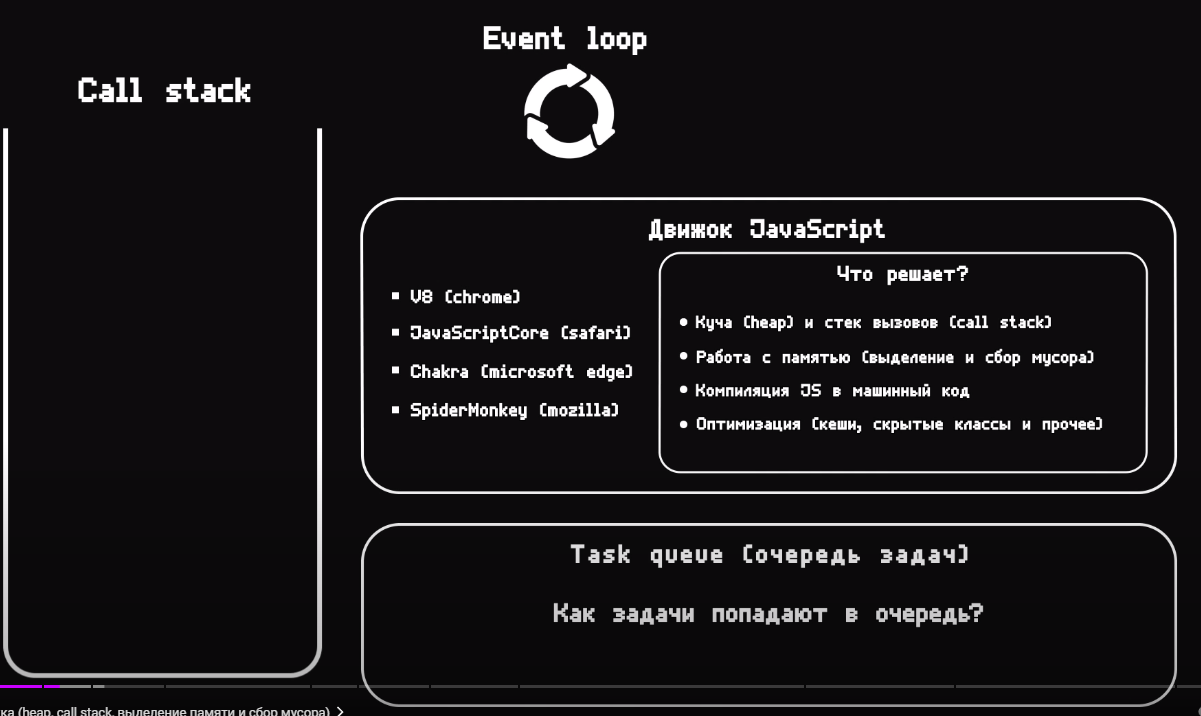 Event loop
Call stack
Движок JavaScript
V8 (chrome)
JavaScriptCore (safari)
Chakra (microsoft edge)
SpiderMonkey (mozilla)
Что решает?
Куча (heap) и стек вызовов (call stack)
Работа с памятью (выделение и сбор мусора)
Компиляция JS в машинный код
Оптимизация (кеши, скрытые классы и прочее)
Task queue (очередь задач)
Как задачи попадают в очередь?
ка (heap, call stack, выделение памяти и сбор мусора)